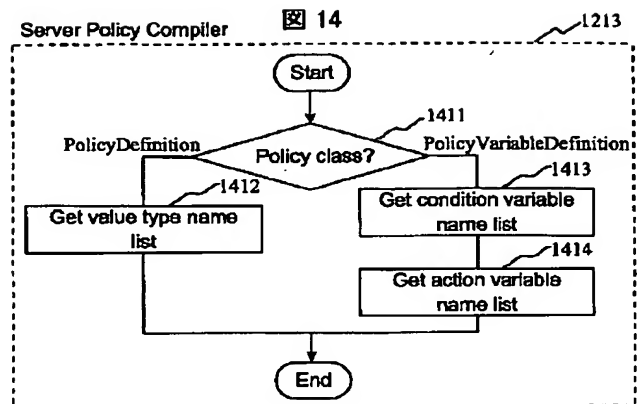 図 14
Server Policy Compiler
1213
Start
1411
PolicyDefinition
Policy class?
PolicyVariableDefinition
1412
1413
Get value type name
list
Get condition variable
name list
1414
Get action variable
name list
End